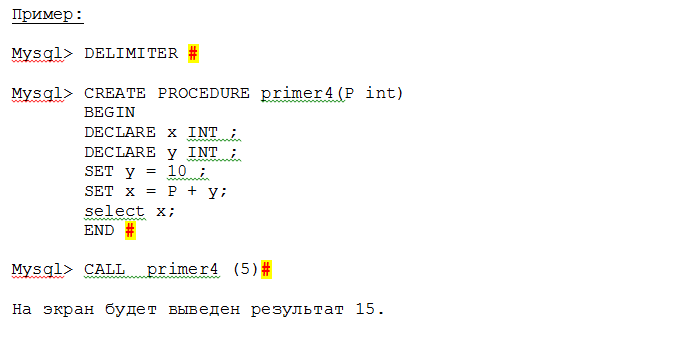 Пример:
Mysql> DELIMITER #
Mysql> CREATE PROCEDURE primer4(P int)
BEGIN
DECLARE x INT ;
DECLARE y INT ;
SET y = 10 ;
SET x = P + y;
select x;
END #
Mysql> CALL  primer4 (5)#
На экран будет выведен результат 15.